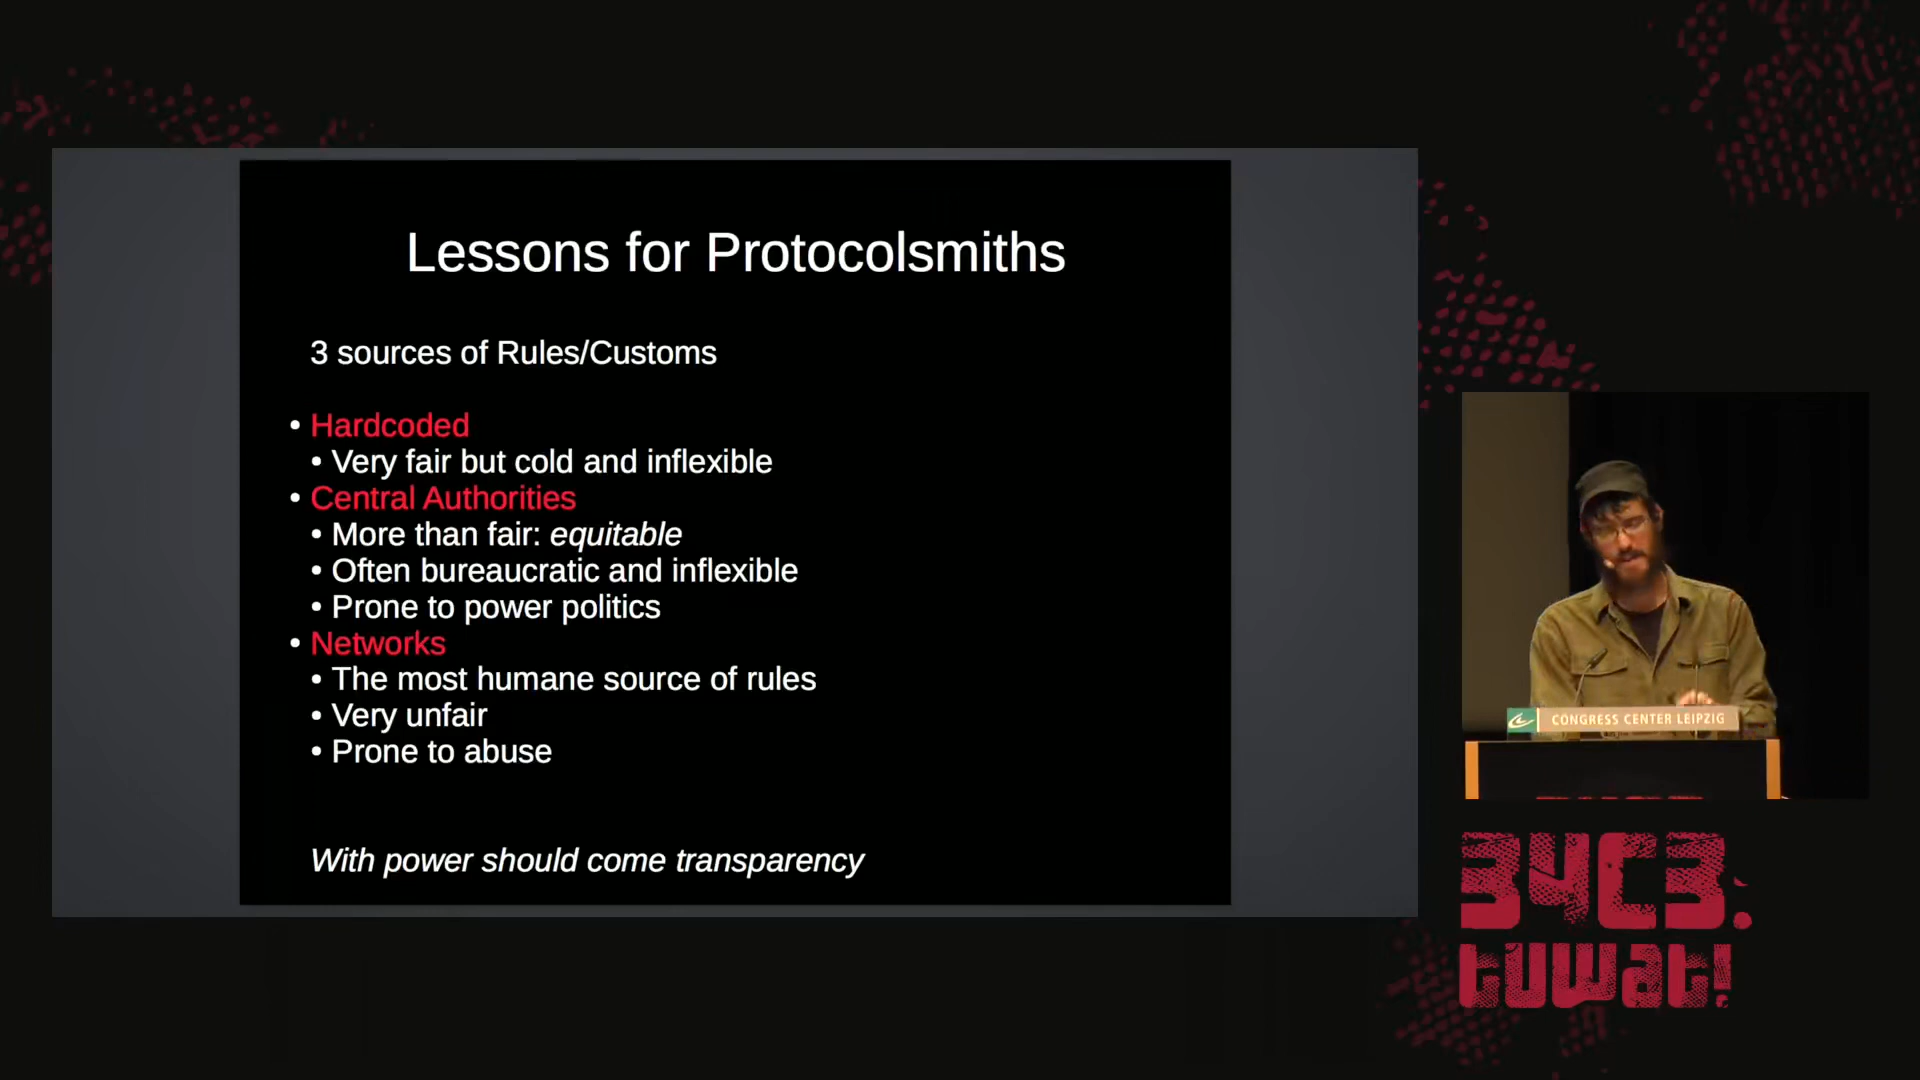 Lessons for Protocolsmiths
3 sources of Rules/Customs
• Hardcoded
• Very fair but cold and inflexible
• Central Authorities
• More than fair: equitable
• Often bureaucratic and inflexible
• Prone to power politics
• Networks
• The most humane source of rules
• Very unfair
• Prone to abuse
With power should come transparency
CONGRESS CENTER LEIPZIG
34C3.
tuwat!